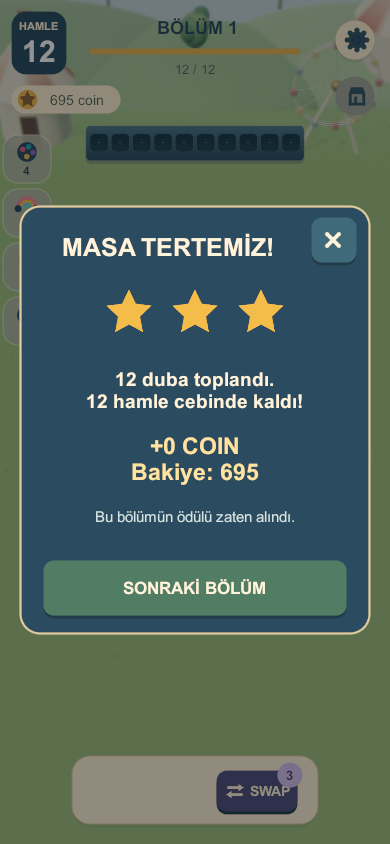 HAMLE
12
BÖLÜM 1
12 / 12
695 coin
4
MASA TERTEMİZ!
12 duba toplandı.
12 hamle cebinde kaldı!
+0 COIN
Bakiye: 695
Bu bölümün ödülü zaten alındı.
SONRAKİ BÖLÜM
3
SWAP